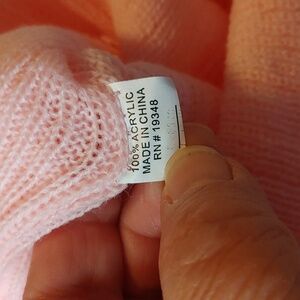 100% ACRYLIC
MADE IN CHINA
RN # 19348